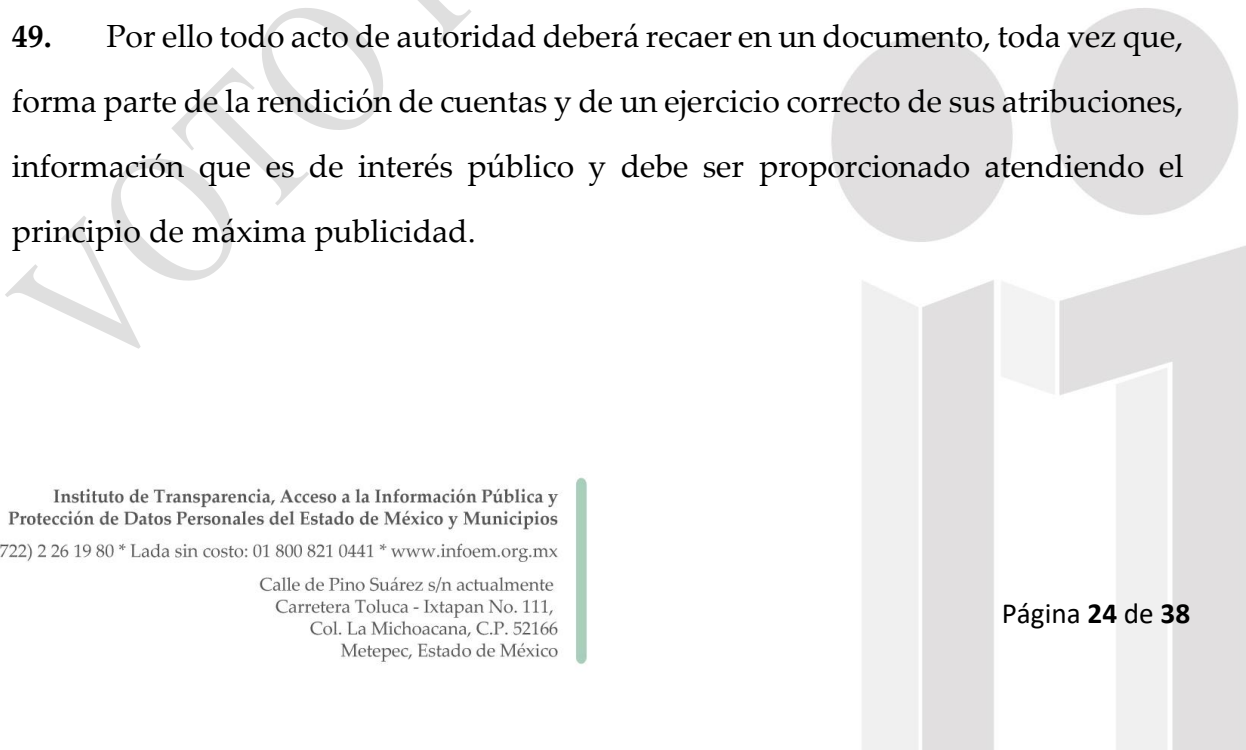 49. Por ello todo acto de autoridad deberá recaer en un documento, toda vez que,
forma parte de la rendición de cuentas y de un ejercicio correcto de sus atribuciones,
información que es de interés público y debe ser proporcionado atendiendo el
principio de máxima publicidad.
VOTO
Instituto de Transparencia, Acceso a la Información Pública y
Protección de Datos Personales del Estado de México y Municipios
722) 2 26 19 80 * Lada sin costo: 01 800 821 0441 * www.infoem.org.mx
Calle de Pino Suárez s/n actualmente
Carretera Toluca - Ixtapan No. 111,
Col. La Michoacana, C.P. 52166
Metepec, Estado de México
Página 24 de 38